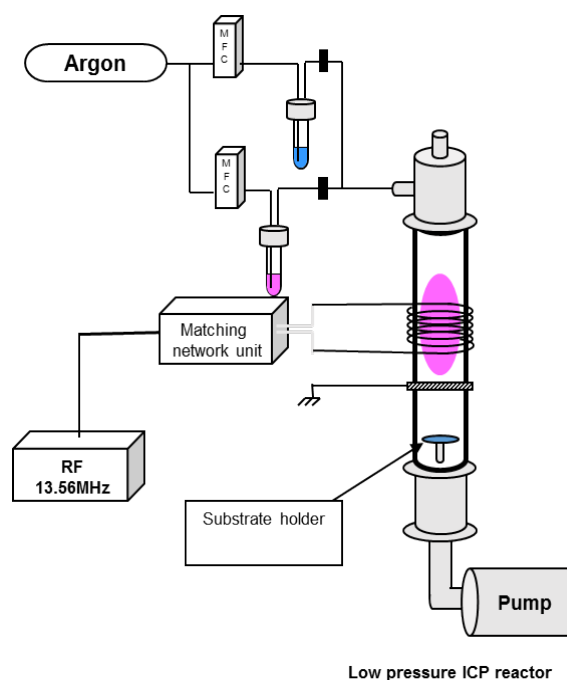 Argon
M
F
C
M
F
C
Matching
network unit
RF
13.56MHz
Substrate holder
Pump
Low pressure ICP reactor